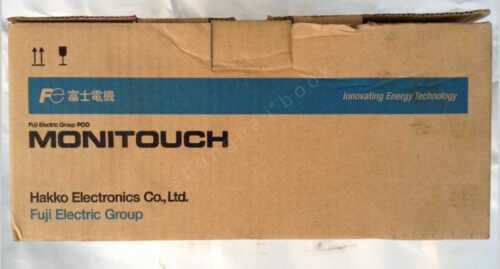 Fe 富士電機
Innovating Energy Technology
Fuji Electric Group POD
MONITOUCH
Hakko Electronics Co., Ltd.
Fuji Electric Group